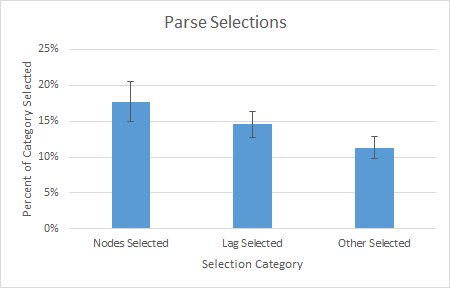 Parse Selections
Percent of Category Selected
25%
20%
15%
10%
5%
0%
Nodes Selected
Lag Selected
Other Selected
Selection Category